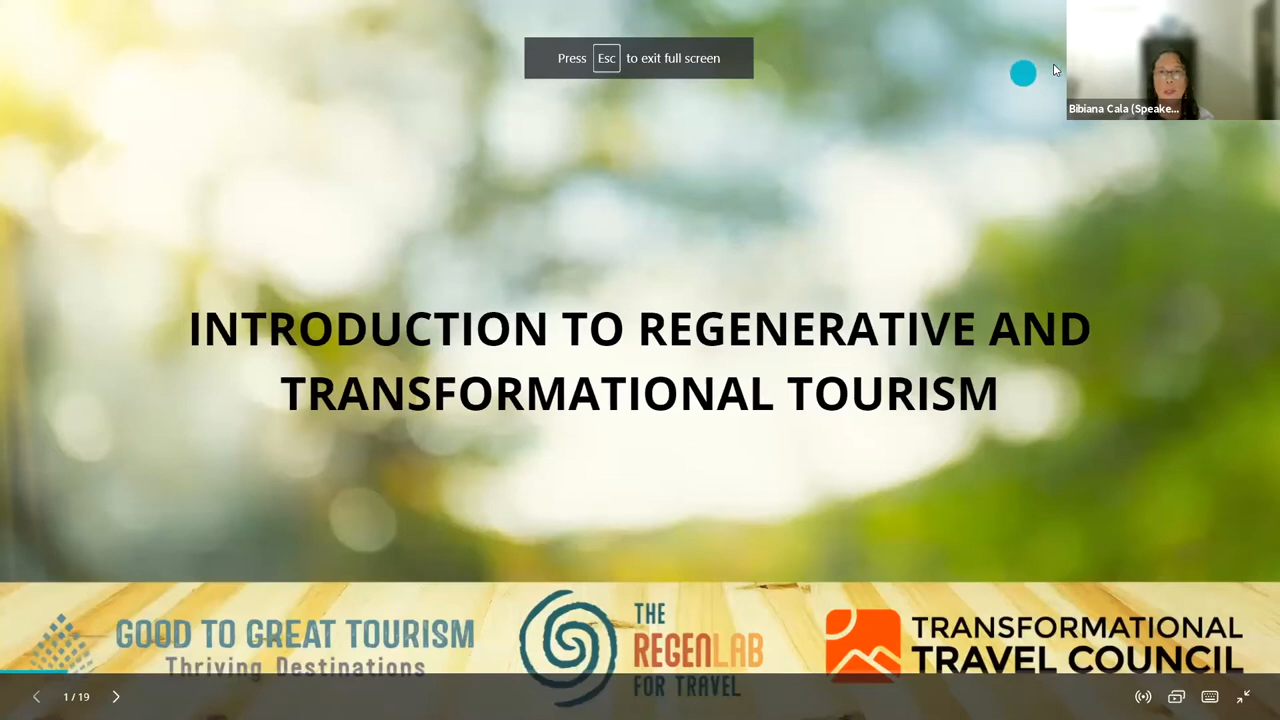 Press Esc to exit full screen
Bibiana Cala (Speake...
INTRODUCTION TO REGENERATIVE AND
TRANSFORMATIONAL TOURISM
GOOD TO GREAT TOURISM
Thriving Destinations
THE
REGENLAB
FOR TRAVEL
TRANSFORMATIONAL
TRAVEL COUNCIL
1 / 19